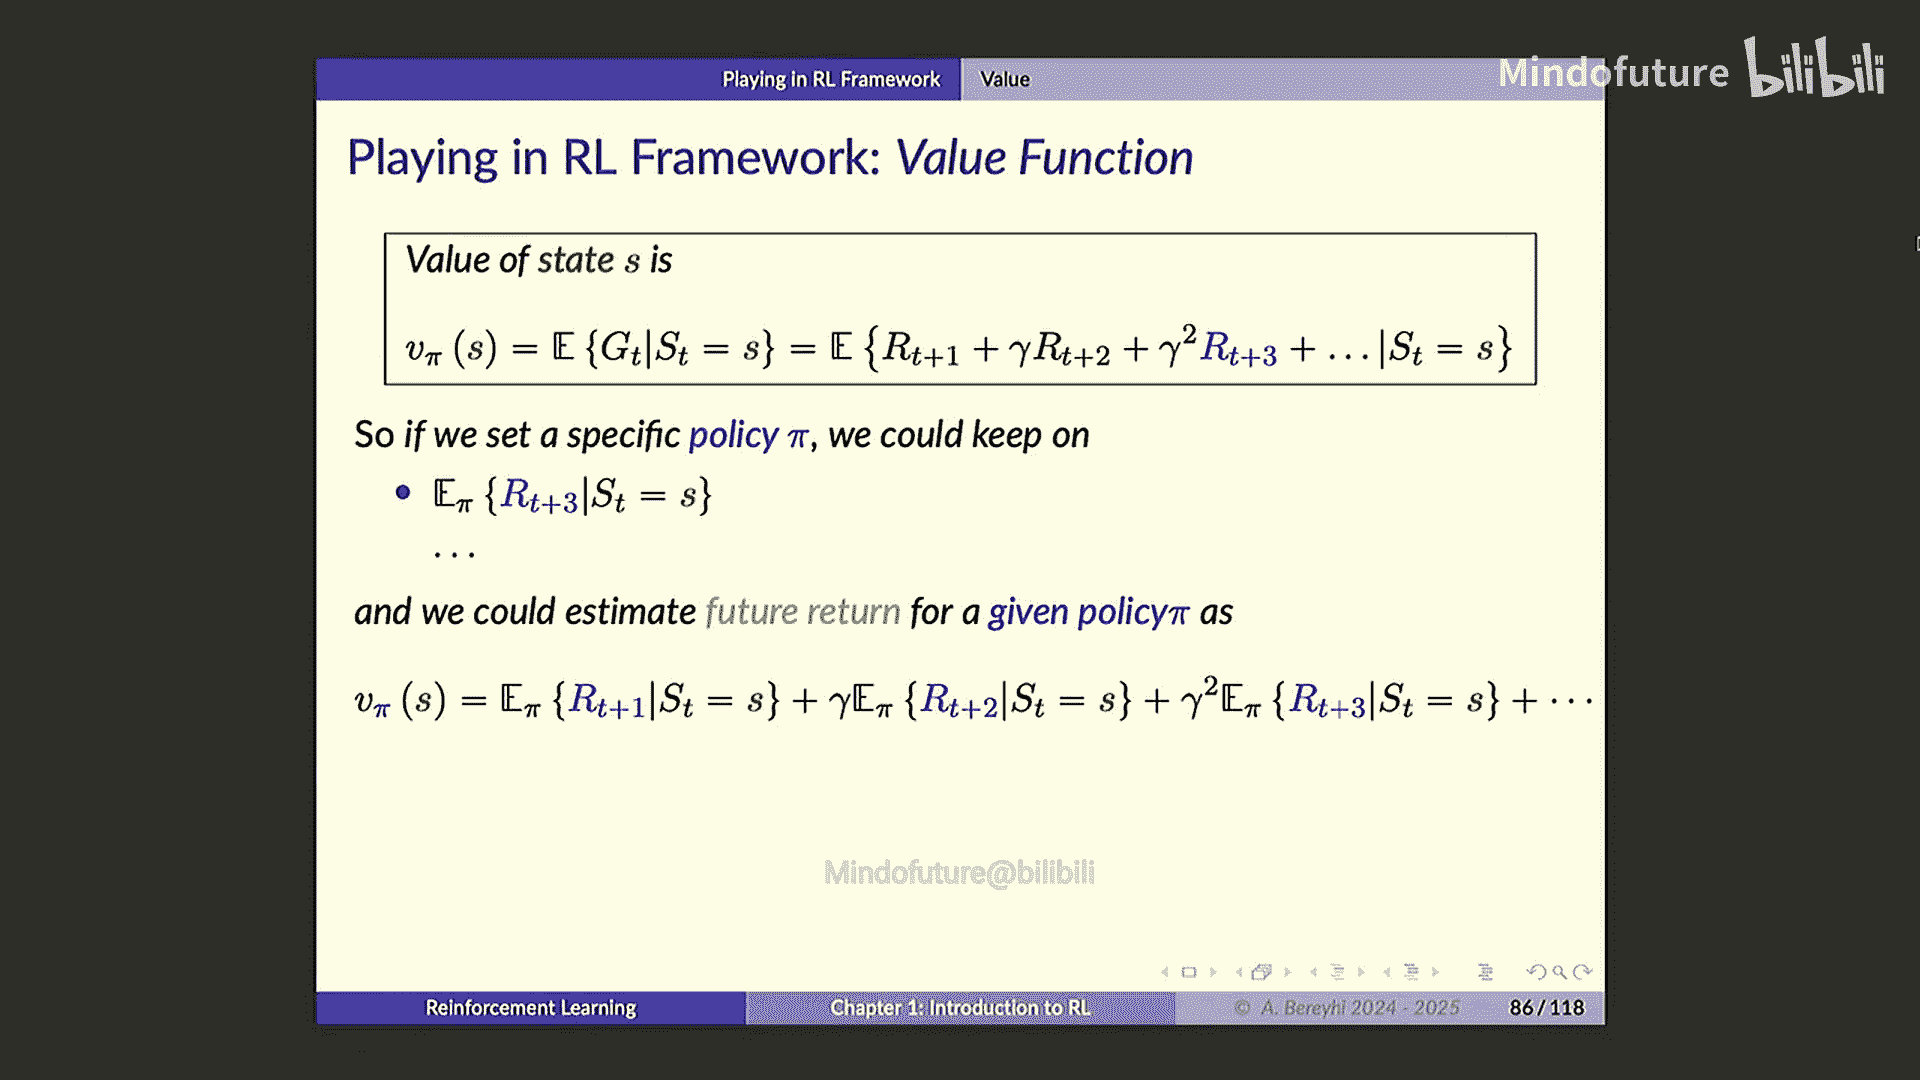 Mindofuture bilibili
Playing in RL Framework Value
Playing in RL Framework: Value Function
Value of state s is
v_π (s) = 𝔼 {G_t|S_t = s} = 𝔼 {R_{t+1} + γR_{t+2} + γ²R_{t+3} + ...|S_t = s}
So if we set a specific policy π, we could keep on
• 𝔼_π {R_{t+3}|S_t = s}
...
and we could estimate future return for a given policyπ as
v_π (s) = 𝔼_π {R_{t+1}|S_t = s} + γ𝔼_π {R_{t+2}|S_t = s} + γ²𝔼_π {R_{t+3}|S_t = s} + ···
Mindofuture@bilibili
Reinforcement Learning Chapter 1: Introduction to RL © A. Bereyhi 2024 - 2025 86 / 118